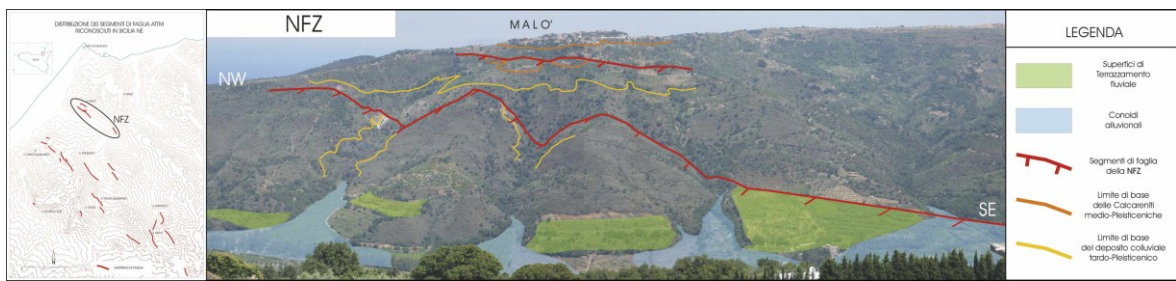 DISTRIBUZIONE DEI SEGMENTI DI FAGLIA ATTIVI
RICONOSCIUTI IN SICILIA NE
NFZ
NFZ
MALO'
NW
SE
LEGENDA
Superfici di
Terrazzamento
fluviale
Conoidi
alluvionali
Segmenti di faglia
della NFZ
Limite di base
delle Calcareniti
medio-Pleisticeniche
Limite di base
del deposito colluviale
tardo-Pleisticenico